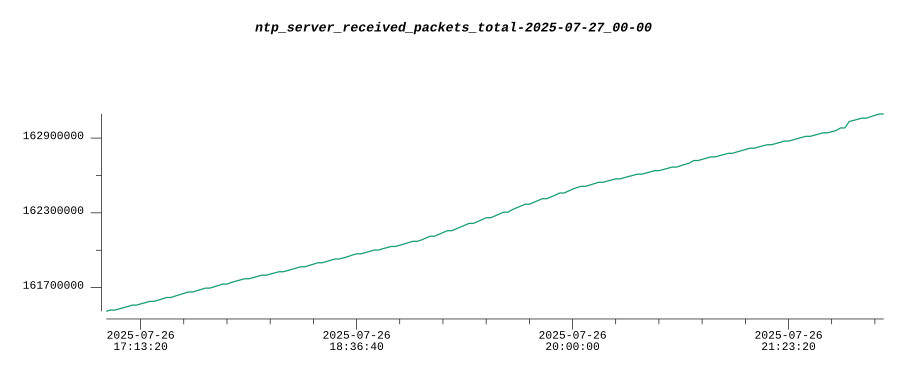 ntp_server_received_packets_total-2025-07-27_00-00
162900000
162300000
161700000
2025-07-26 2025-07-26 2025-07-26 2025-07-26
17:13:20 18:36:40 20:00:00 21:23:20